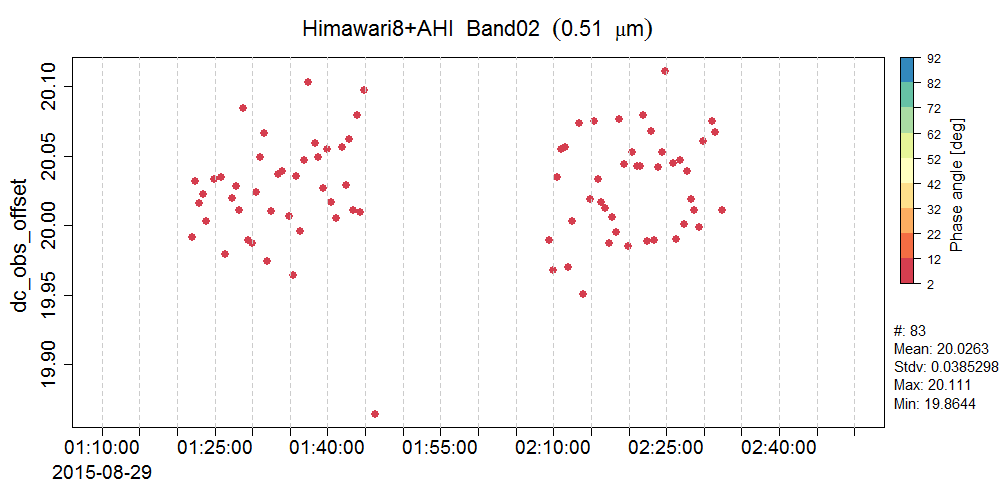 Himawari8+AHI Band02 (0.51 μm)
dc_obs_offset
20.10
20.05
20.00
19.95
19.90
01:10:00 01:25:00 01:40:00 01:55:00 02:10:00 02:25:00 02:40:00
2015-08-29
92
82
72
62
52
42
32
22
12
2
Phase angle [deg]
#: 83
Mean: 20.0263
Stdv: 0.0385298
Max: 20.111
Min: 19.8644